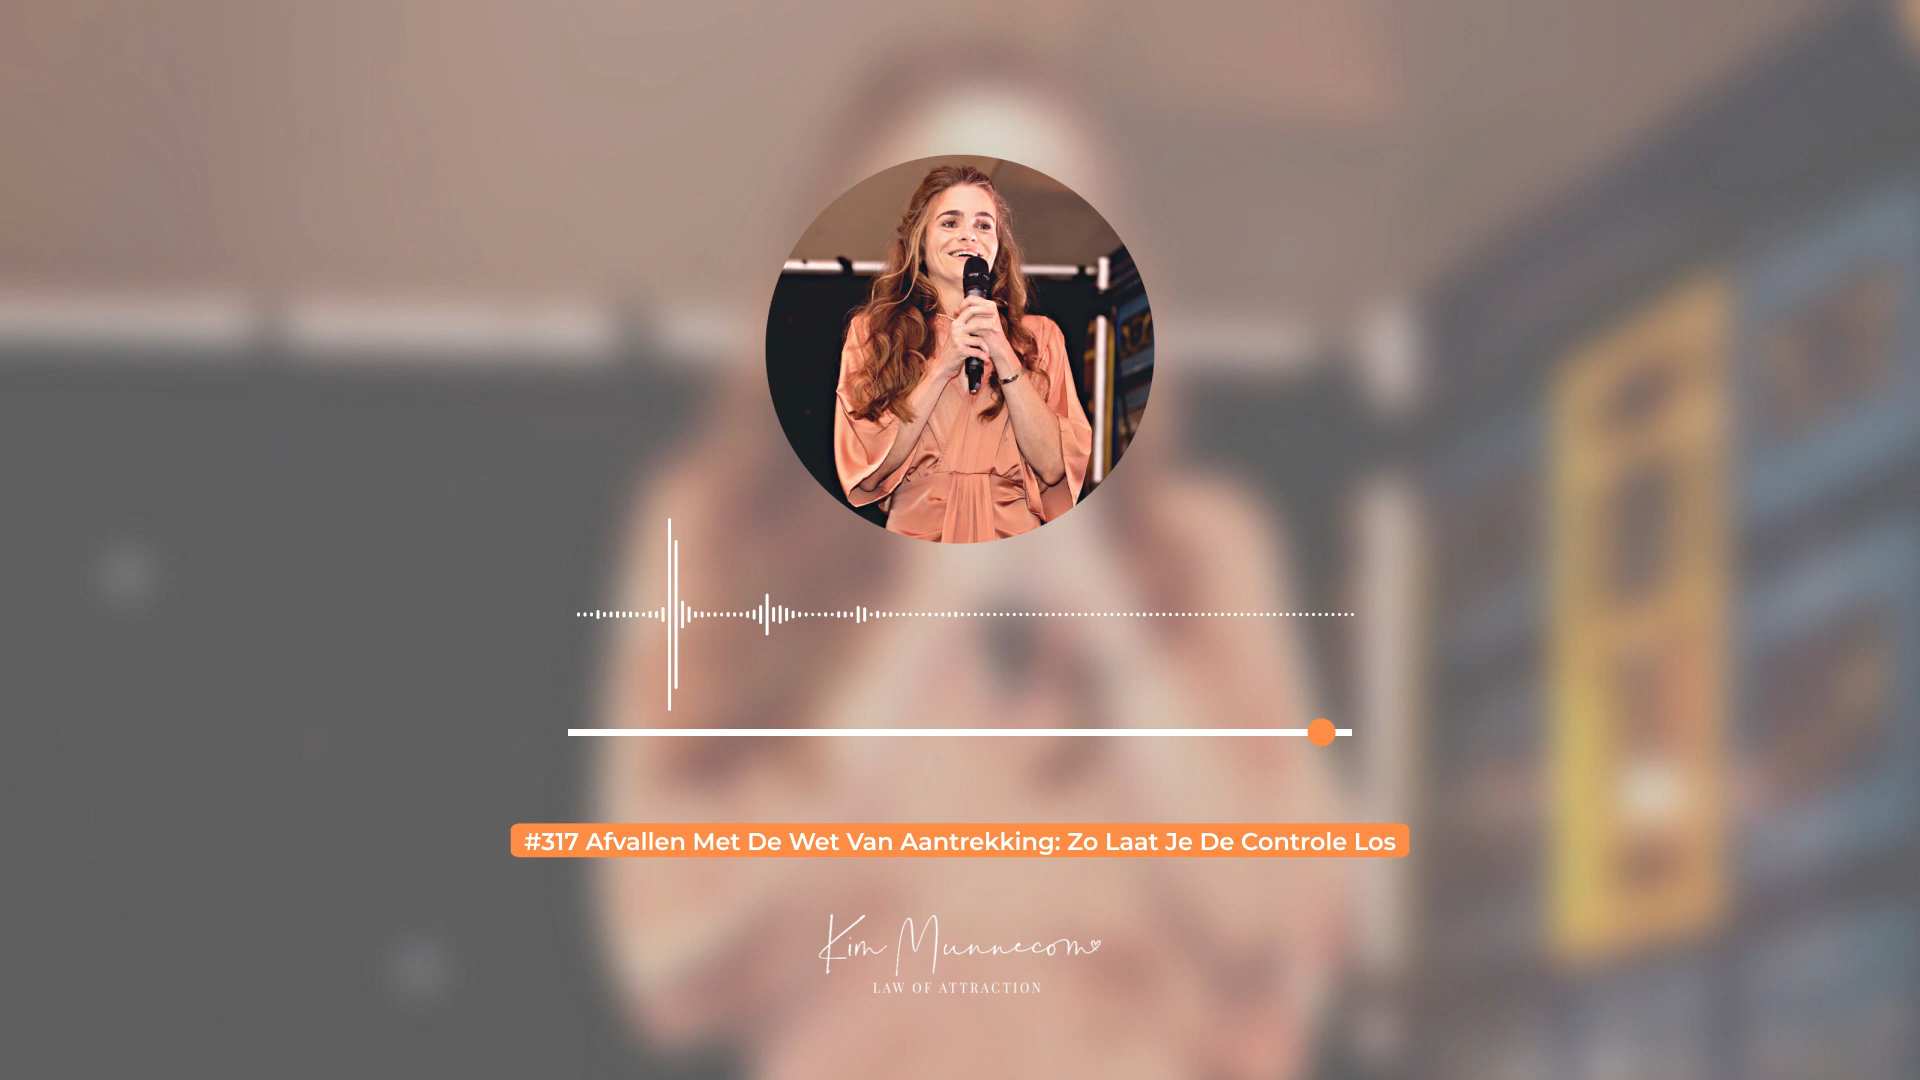 #317 Afvallen Met De Wet Van Aantrekking: Zo Laat Je De Controle Los
Kim Munnecom
LAW OF ATTRACTION